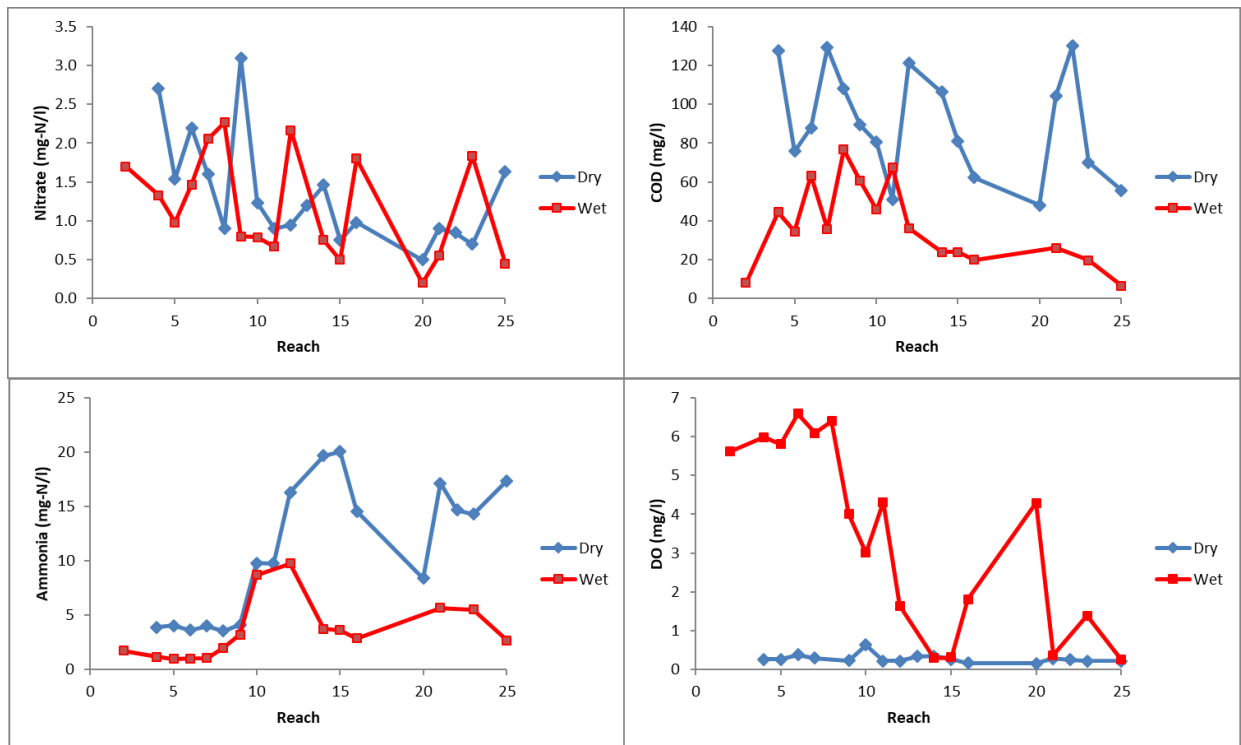 Nitrate (mg-N/l)
3.5
3.0
2.5
2.0
1.5
1.0
0.5
0.0
0 5 10 15 20 25
Reach
Dry
Wet
COD (mg/l)
140
120
100
80
60
40
20
0
0 5 10 15 20 25
Reach
Dry
Wet
Ammonia (mg-N/l)
25
20
15
10
5
0
0 5 10 15 20 25
Reach
Dry
Wet
DO (mg/l)
7
6
5
4
3
2
1
0
0 5 10 15 20 25
Reach
Dry
Wet